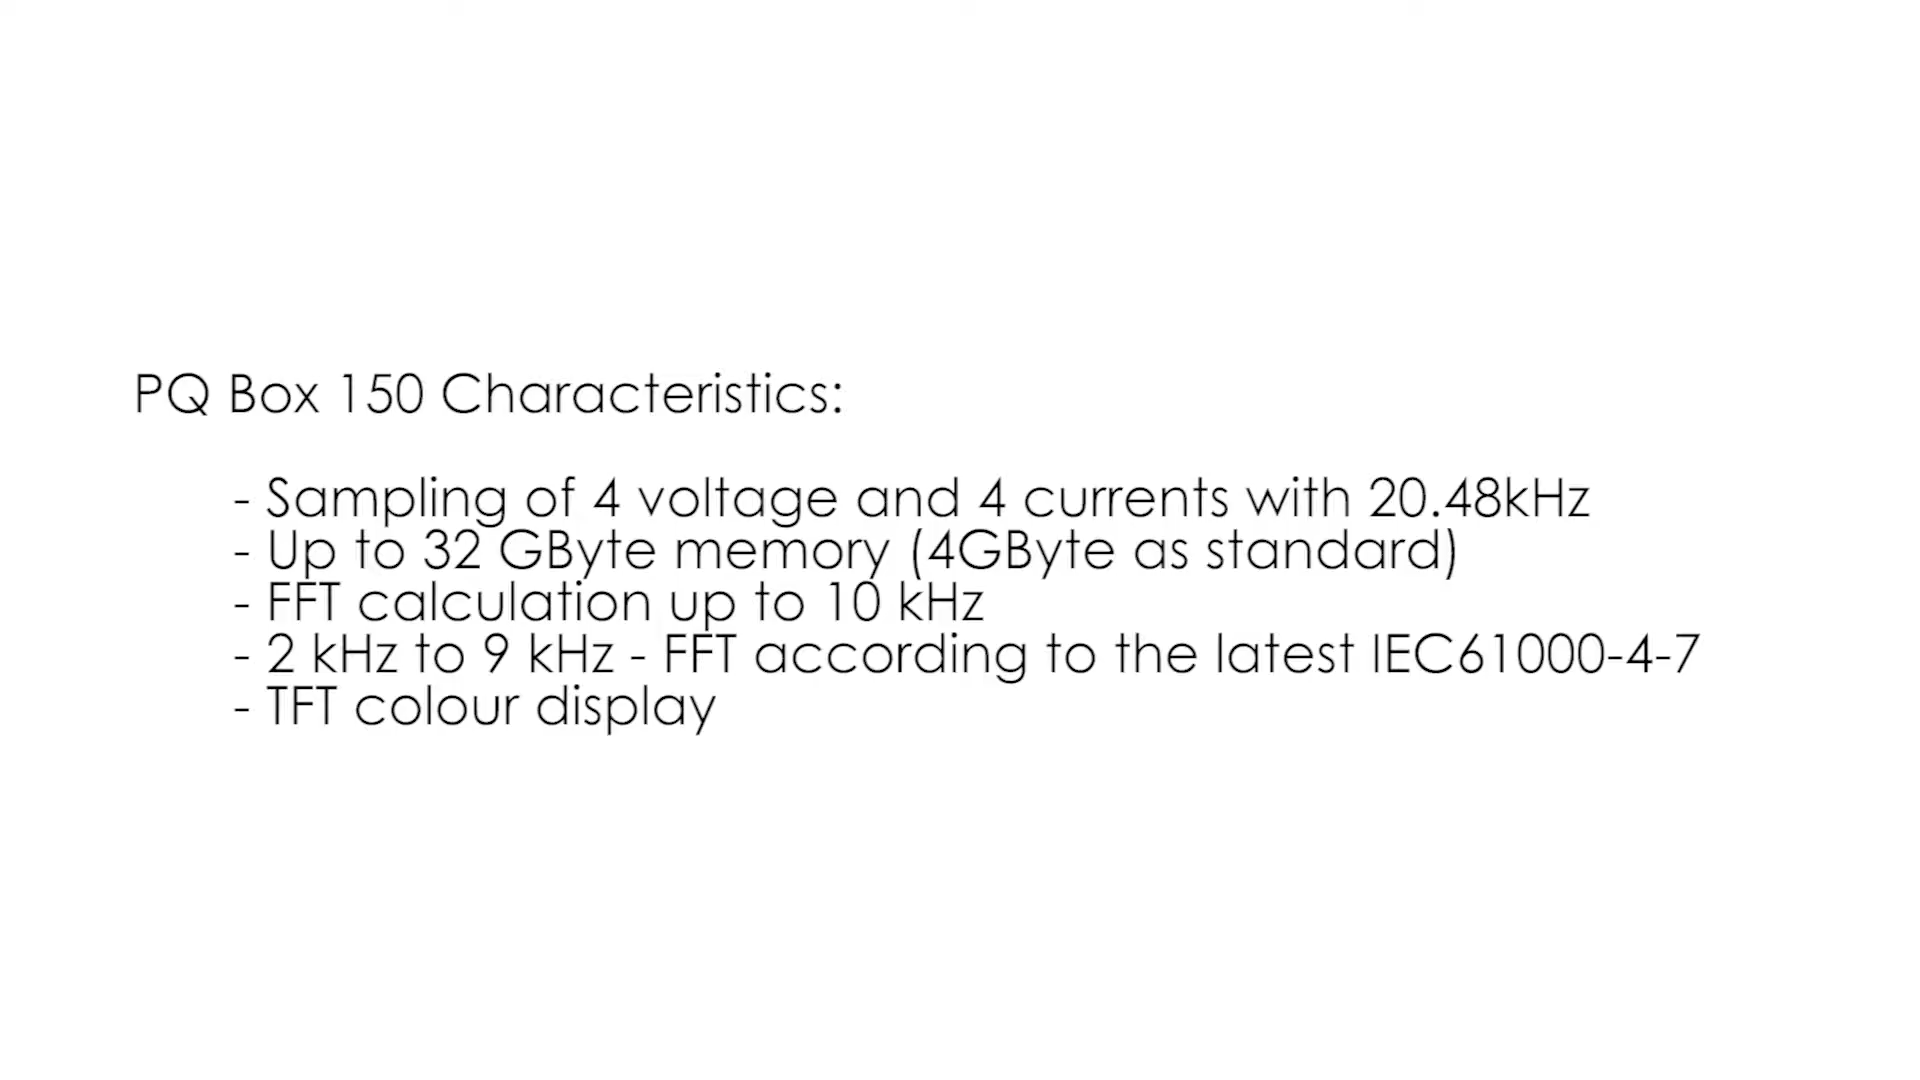 PQ Box 150 Characteristics:
- Sampling of 4 voltage and 4 currents with 20.48kHz
- Up to 32 GByte memory (4GByte as standard)
- FFT calculation up to 10 kHz
- 2 kHz to 9 kHz - FFT according to the latest IEC61000-4-7
- TFT colour display